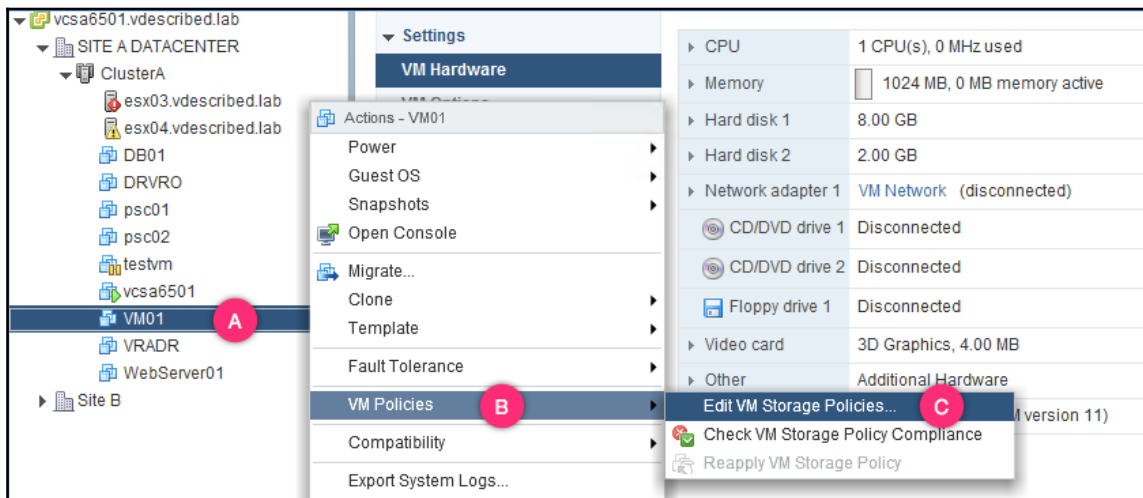 vcsa6501.vdescribed.lab
SITE A DATACENTER
ClusterA
esx03.vdescribed.lab
esx04.vdescribed.lab
DB01
DRVRO
psc01
psc02
testvm
vcsa6501
VM01 A
VRADR
WebServer01
Site B
Settings
VM Hardware
VM Options
Actions - VM01
Power
Guest OS
Snapshots
Open Console
Migrate...
Clone
Template
Fault Tolerance
VM Policies B
Compatibility
Export System Logs...
Edit VM Storage Policies... C
Check VM Storage Policy Compliance
Reapply VM Storage Policy
CPU 1 CPU(s), 0 MHz used
Memory 1024 MB, 0 MB memory active
Hard disk 1 8.00 GB
Hard disk 2 2.00 GB
Network adapter 1 VM Network (disconnected)
CD/DVD drive 1 Disconnected
CD/DVD drive 2 Disconnected
Floppy drive 1 Disconnected
Video card 3D Graphics, 4.00 MB
Other Additional Hardware
version 11)